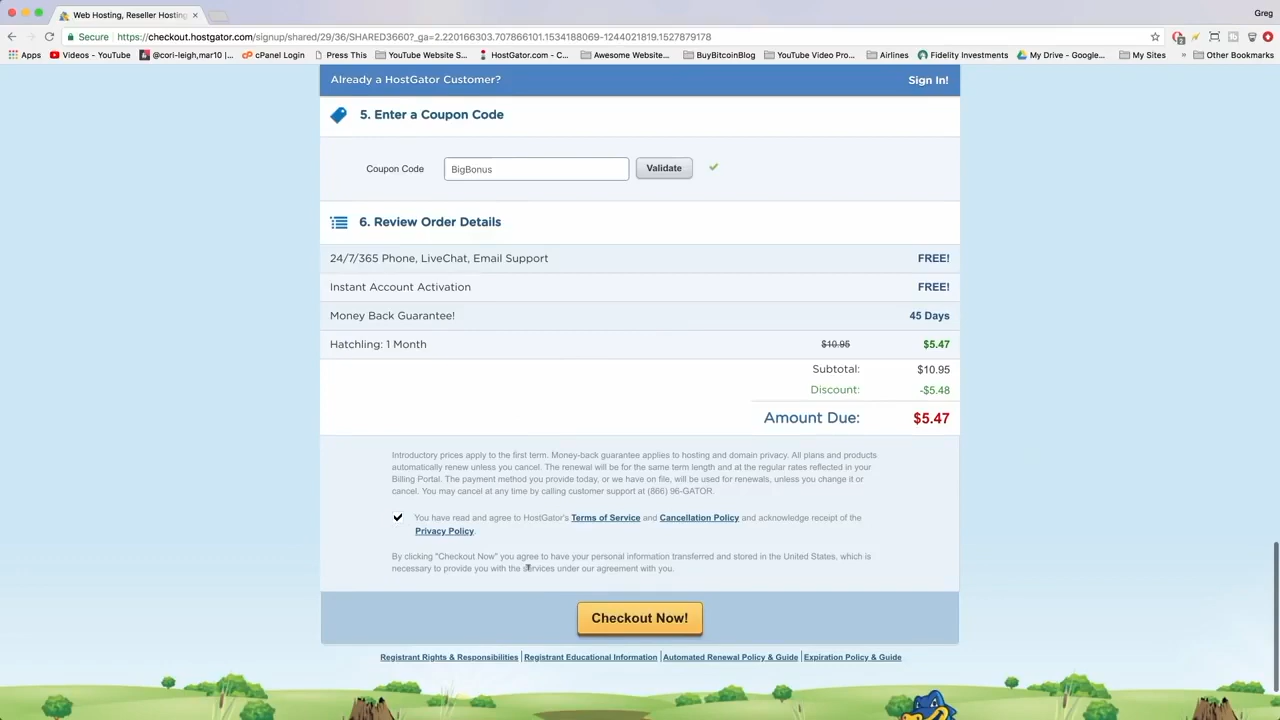 Web Hosting, Reseller Hosting
Greg
Secure https://checkout.hostgator.com/signup/shared/29/36/SHARED3660?_ga=2.220166303.707866101.1534188069-1244021819.1527879178
Apps Videos - YouTube @cori-leigh,mar10 |... cPanel Login Press This YouTube Website S... HostGator.com - C... Awesome Website... BuyBitcoinBlog YouTube Video Pro... Airlines Fidelity Investments My Drive - Google... My Sites » Other Bookmarks
Already a HostGator Customer? Sign In!
5. Enter a Coupon Code
Coupon Code BigBonus Validate
6. Review Order Details
24/7/365 Phone, LiveChat, Email Support FREE!
Instant Account Activation FREE!
Money Back Guarantee! 45 Days
Hatchling: 1 Month $10.95 $5.47
Subtotal: $10.95
Discount: -$5.48
Amount Due: $5.47
Introductory prices apply to the first term. Money-back guarantee applies to hosting and domain privacy. All plans and products
automatically renew unless you cancel. The renewal will be for the same term length and at the regular rates reflected in your
Billing Portal. The payment method you provide today, or we have on file, will be used for renewals, unless you change it or
cancel. You may cancel at any time by calling customer support at (866) 96-GATOR.
You have read and agree to HostGator's Terms of Service and Cancellation Policy and acknowledge receipt of the
Privacy Policy.
By clicking "Checkout Now" you agree to have your personal information transferred and stored in the United States, which is
necessary to provide you with the services under our agreement with you.
Checkout Now!
Registrant Rights & Responsibilities | Registrant Educational Information | Automated Renewal Policy & Guide | Expiration Policy & Guide